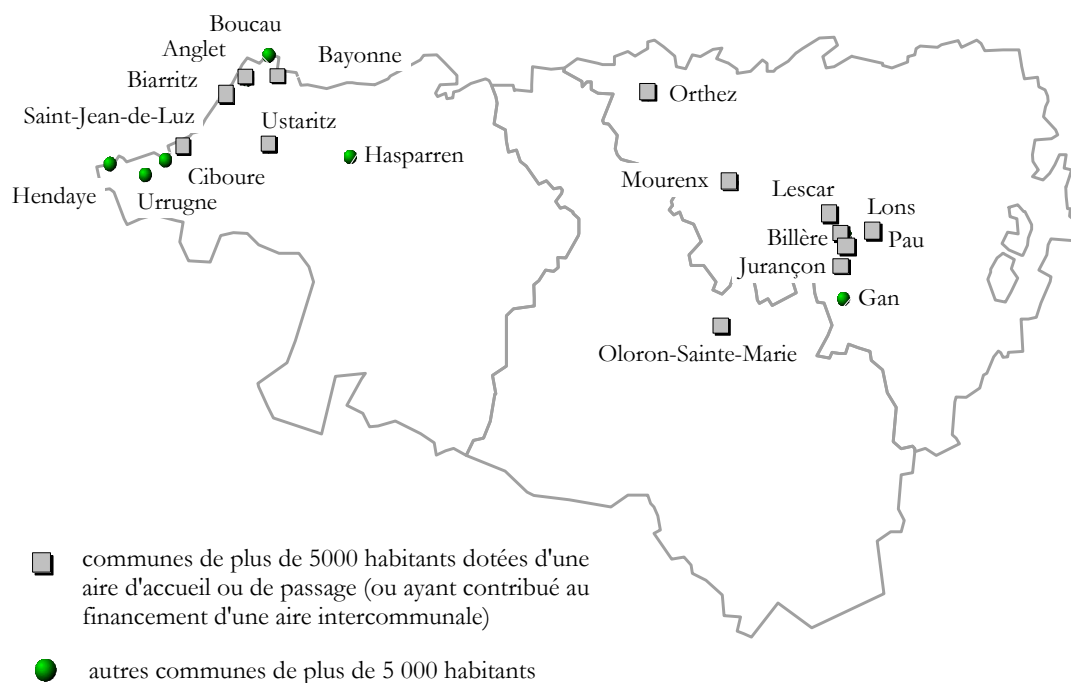 Boucau
Anglet
Bayonne
Biarritz
Orthez
Saint-Jean-de-Luz
Ustaritz
Hasparren
Ciboure
Hendaye
Urrugne
Mourenx
Lescar
Lons
Billère
Pau
Jurançon
Gan
Oloron-Sainte-Marie
communes de plus de 5000 habitants dotées d'une
aire d'accueil ou de passage (ou ayant contribué au
financement d'une aire intercommunale)
autres communes de plus de 5 000 habitants